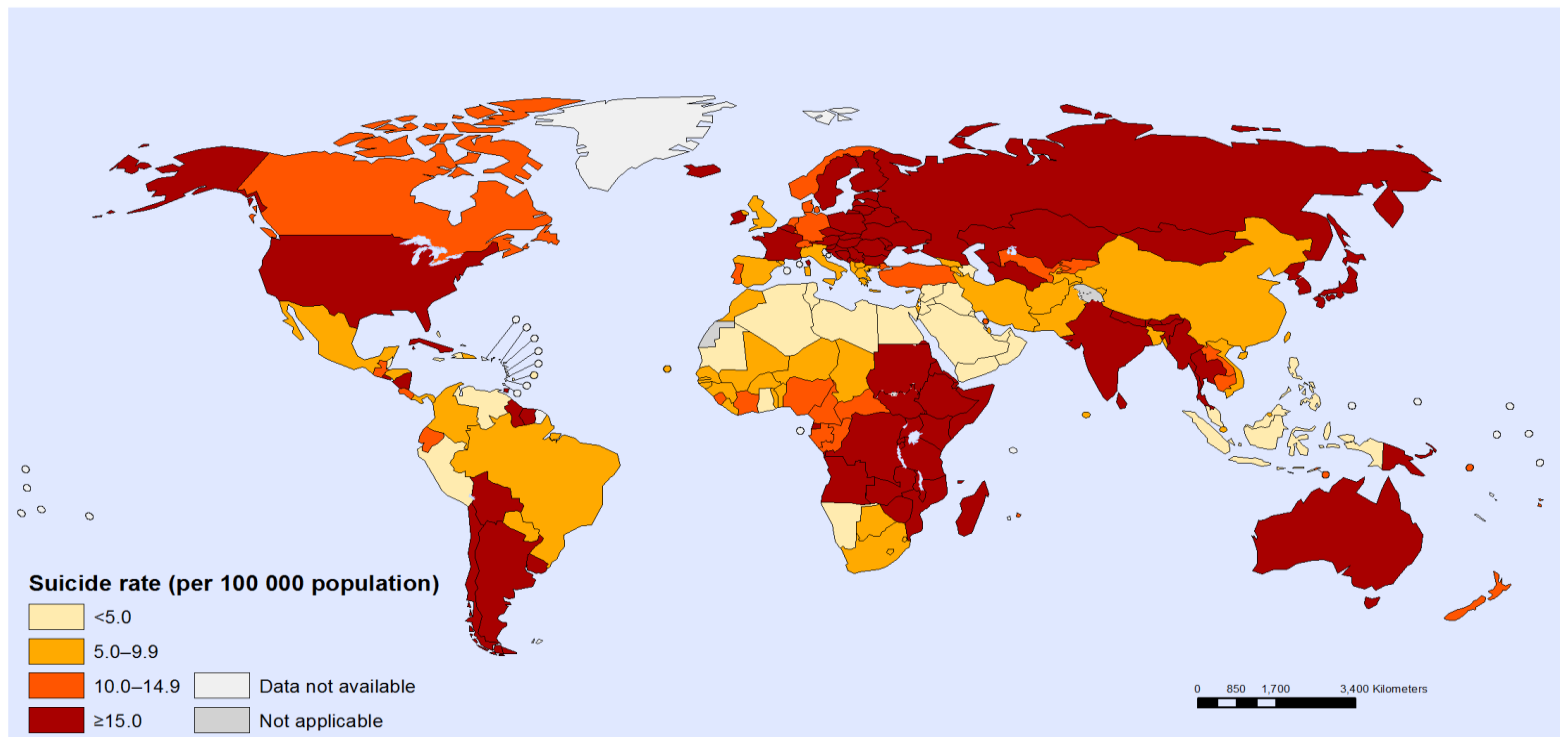 Suicide rate (per 100 000 population)
<5.0
5.0–9.9
10.0–14.9
≥15.0
Data not available
Not applicable
0 850 1,700 3,400 Kilometers